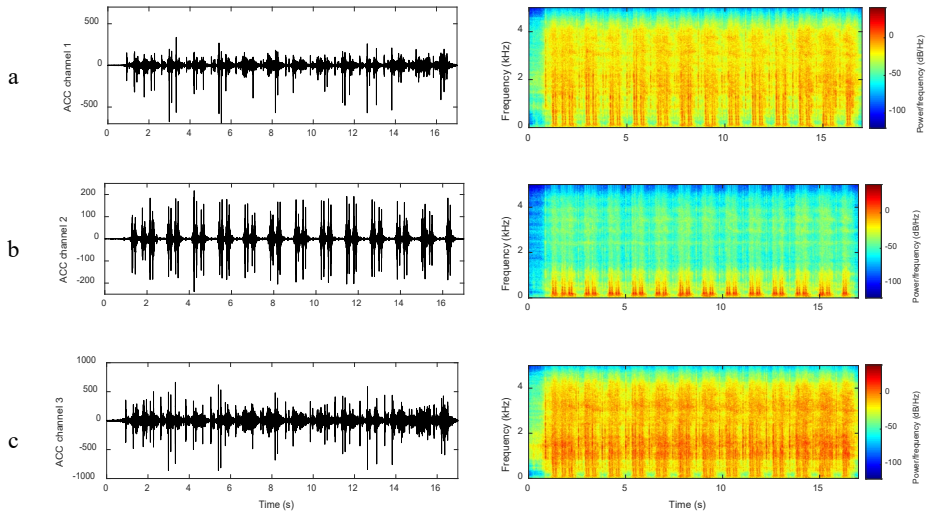 a
ACC channel 1
500
0
-500
0 2 4 6 8 10 12 14 16
Frequency (kHz)
4
2
0
0 5 10 15
0
-50
-100
Power/frequency (dB/Hz)
b
ACC channel 2
200
100
0
-100
-200
0 2 4 6 8 10 12 14 16
Frequency (kHz)
4
2
0
0 5 10 15
0
-50
-100
Power/frequency (dB/Hz)
c
ACC channel 3
1000
500
0
-500
-1000
0 2 4 6 8 10 12 14 16
Time (s)
Frequency (kHz)
4
2
0
0 5 10 15
Time (s)
0
-50
-100
Power/frequency (dB/Hz)